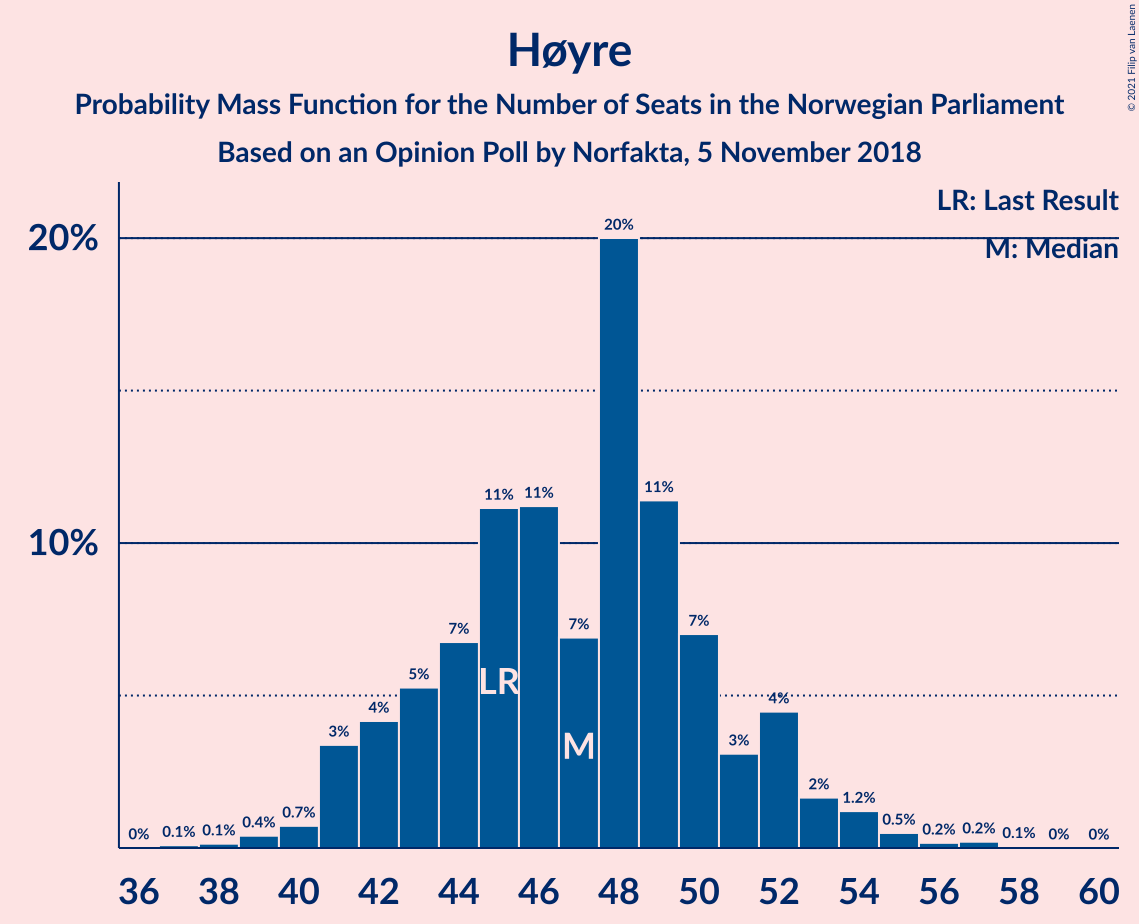 © 2021 Filip van Laenen
Høyre
Probability Mass Function for the Number of Seats in the Norwegian Parliament
Based on an Opinion Poll by Norfakta, 5 November 2018
LR: Last Result
M: Median
20%
10%
0% 0.1% 0.1% 0.4% 0.7% 3% 4% 5% 7% 11% 11% 7% 20% 11% 7% 3% 4% 2% 1.2% 0.5% 0.2% 0.2% 0.1% 0% 0%
LR
M
36 38 40 42 44 46 48 50 52 54 56 58 60